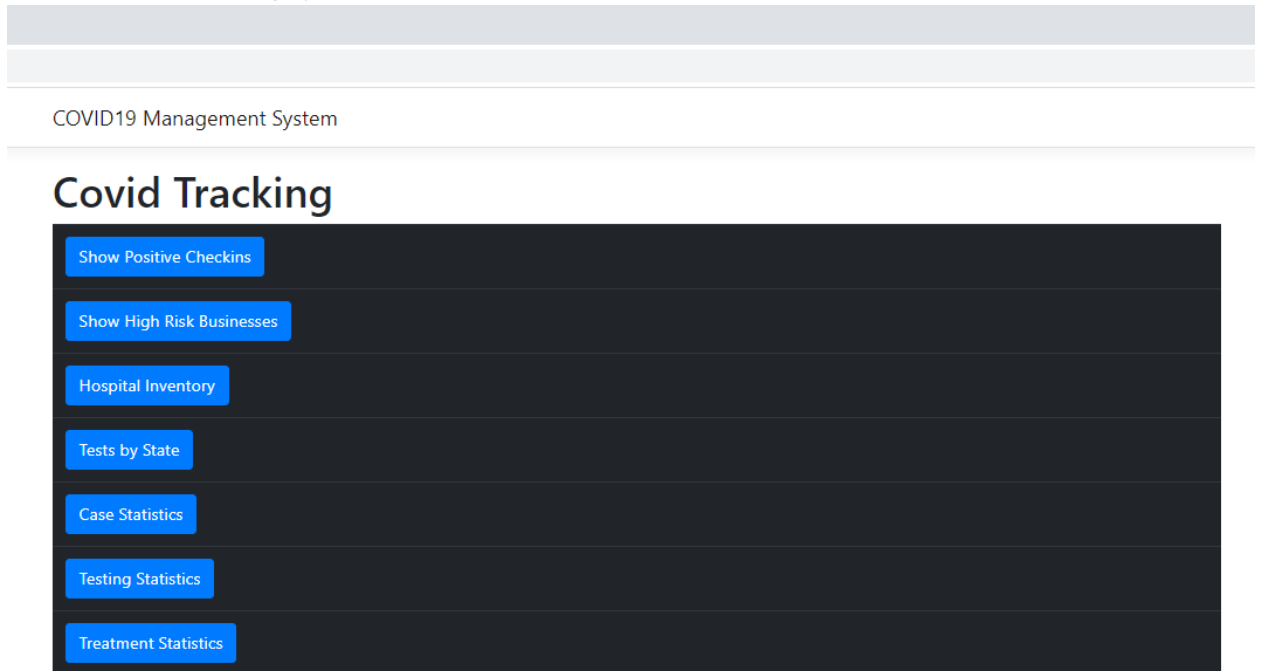 COVID19 Management System
Covid Tracking
Show Positive Checkins
Show High Risk Businesses
Hospital Inventory
Tests by State
Case Statistics
Testing Statistics
Treatment Statistics